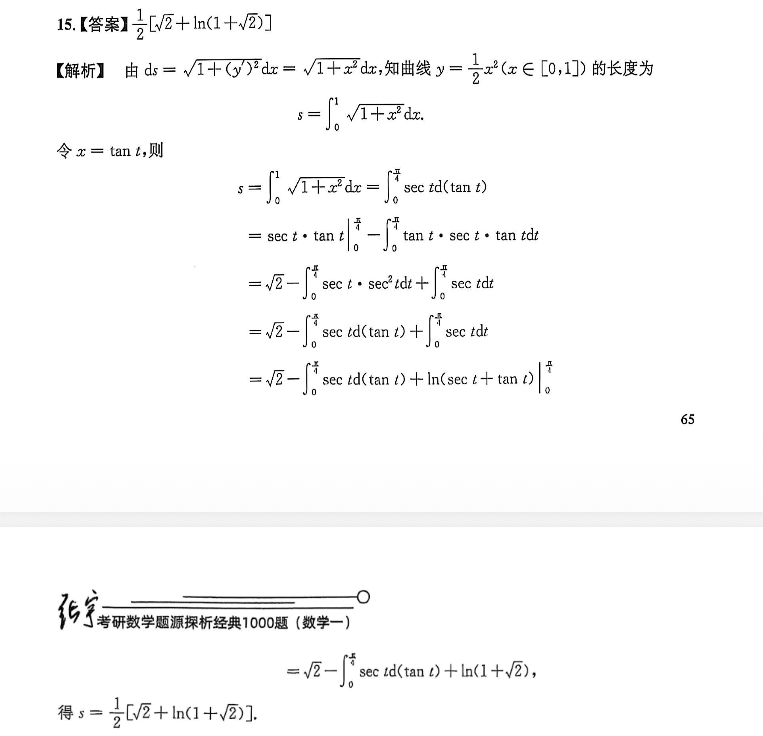 15.【答案】$\frac{1}{2}[\sqrt{2}+\ln(1+\sqrt{2})]$
【解析】 由 $ds=\sqrt{1+(y')^2}dx=\sqrt{1+x^2}dx$,知曲线 $y=\frac{1}{2}x^2(x\in[0,1])$ 的长度为
$s=\int_0^1\sqrt{1+x^2}dx.$
令 $x=\tan t$,则
$s=\int_0^1\sqrt{1+x^2}dx=\int_0^{\frac{\pi}{4}}\sec td(\tan t)$
$=\sec t\cdot\tan t\Big|_0^{\frac{\pi}{4}}-\int_0^{\frac{\pi}{4}}\tan t\cdot\sec t\cdot\tan tdt$
$=\sqrt{2}-\int_0^{\frac{\pi}{4}}\sec t\cdot\sec^2tdt+\int_0^{\frac{\pi}{4}}\sec tdt$
$=\sqrt{2}-\int_0^{\frac{\pi}{4}}\sec td(\tan t)+\int_0^{\frac{\pi}{4}}\sec tdt$
$=\sqrt{2}-\int_0^{\frac{\pi}{4}}\sec td(\tan t)+\ln(\sec t+\tan t)\Big|_0^{\frac{\pi}{4}}$
65
张宇考研数学题源探析经典1000题（数学一）
$=\sqrt{2}-\int_0^{\frac{\pi}{4}}\sec td(\tan t)+\ln(1+\sqrt{2}),$
得 $s=\frac{1}{2}[\sqrt{2}+\ln(1+\sqrt{2})].$